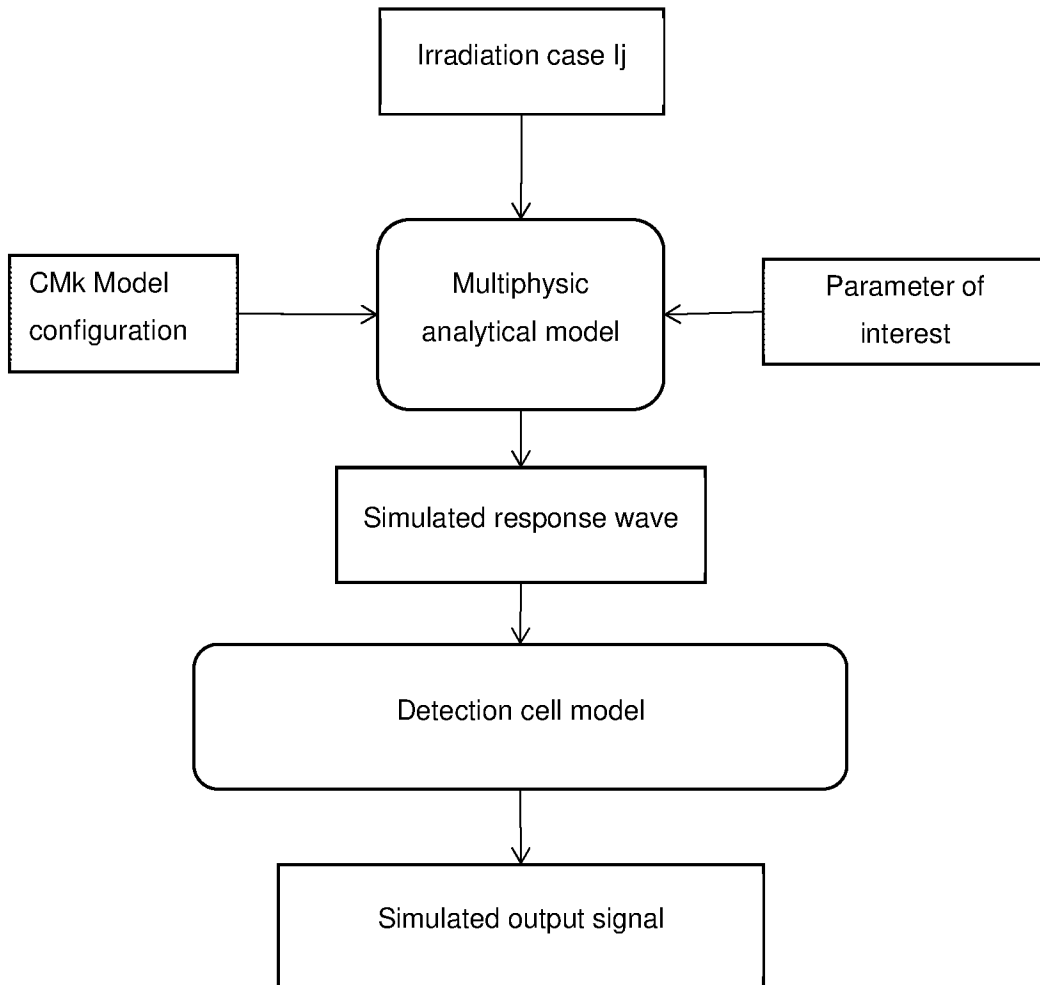 Irradiation case Ij
CMk Model
configuration
Multiphysic
analytical model
Parameter of
interest
Simulated response wave
Detection cell model
Simulated output signal